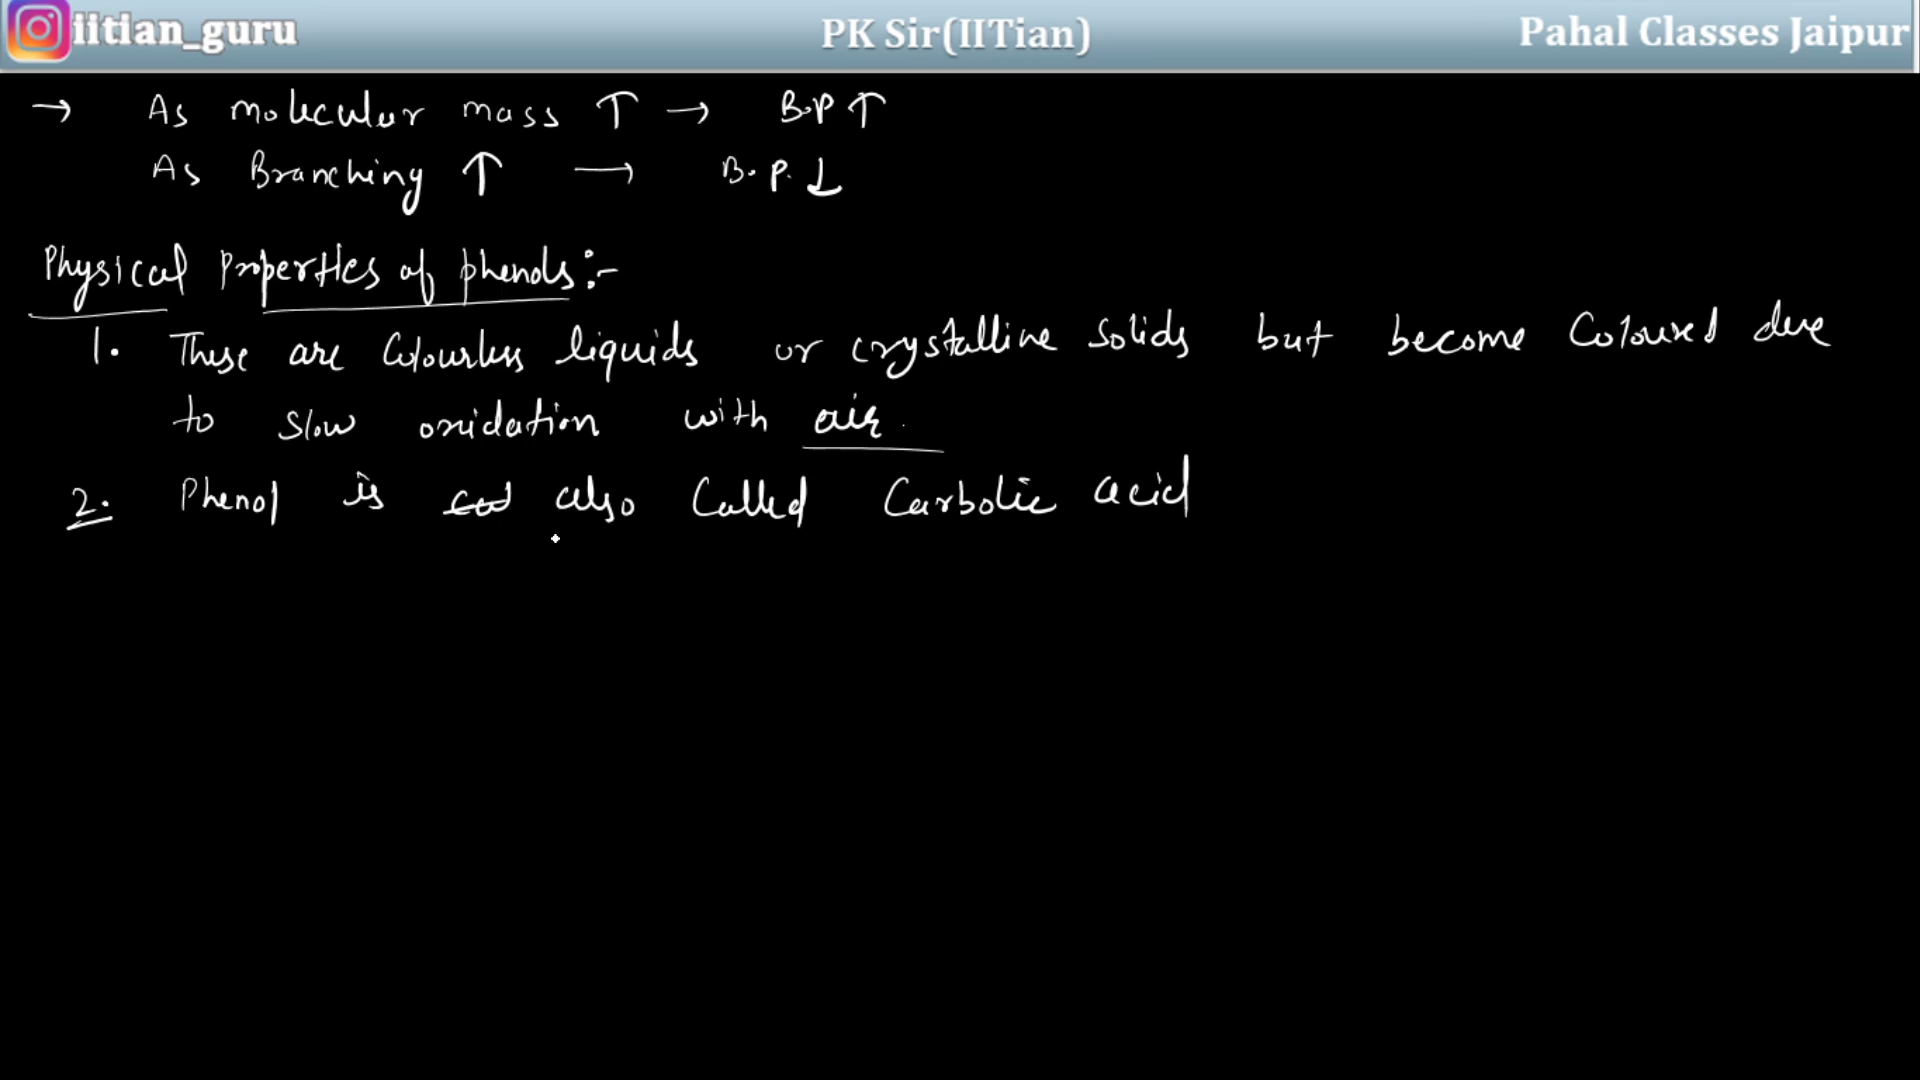 iitian_guru
PK Sir(IITian)
Pahal Classes Jaipur
→ As molecular mass ↑ → B.P ↑
As Branching ↑ → B.P. ↓
Physical Properties of phenols:-
1. These are Colourless liquids or crystalline solids but become Coloured due
to slow oxidation with air.
2. Phenol is also Called Carbolic acid